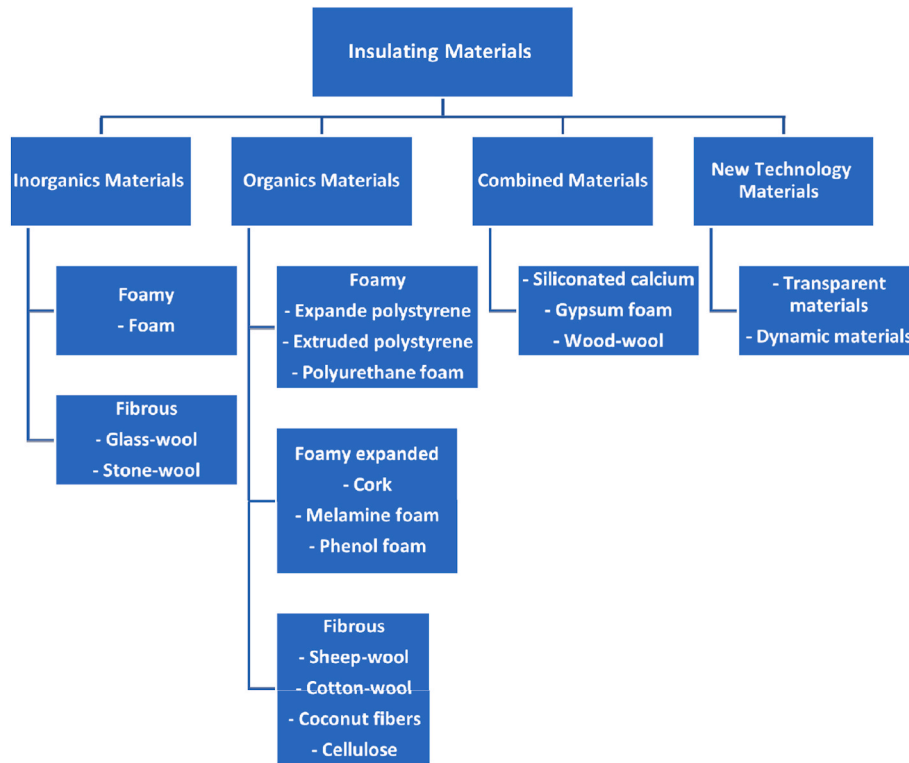 Insulating Materials
Inorganics Materials
Organics Materials
Combined Materials
New Technology
Materials
Foamy
- Foam
Fibrous
- Glass-wool
- Stone-wool
Foamy
- Expande polystyrene
- Extruded polystyrene
- Polyurethane foam
Foamy expanded
- Cork
- Melamine foam
- Phenol foam
Fibrous
- Sheep-wool
- Cotton-wool
- Coconut fibers
- Cellulose
- Siliconated calcium
- Gypsum foam
- Wood-wool
- Transparent
materials
- Dynamic materials